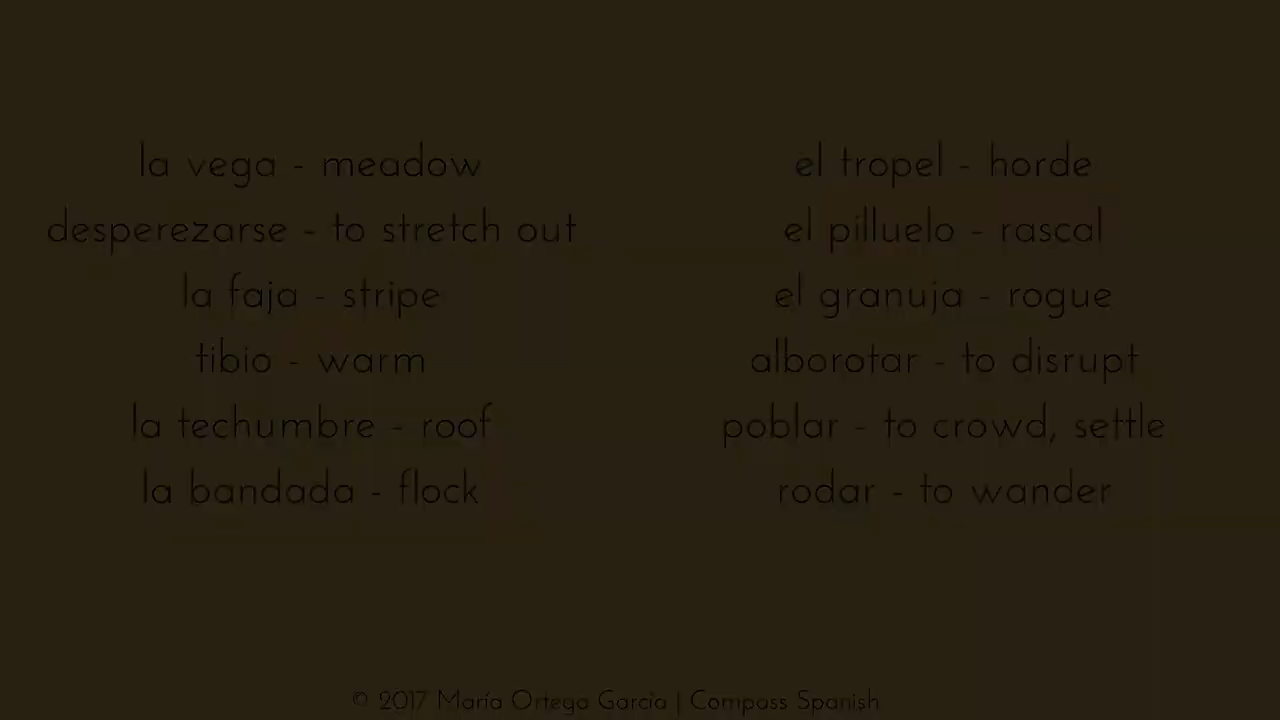 la vega - meadow
desperezarse - to stretch out
la faja - stripe
tibio - warm
la techumbre - roof
la bandada - flock
el tropel - horde
el pilluelo - rascal
el granuja - rogue
alborotar - to disrupt
poblar - to crowd, settle
rodar - to wander
© 2017 María Ortega García | Compass Spanish